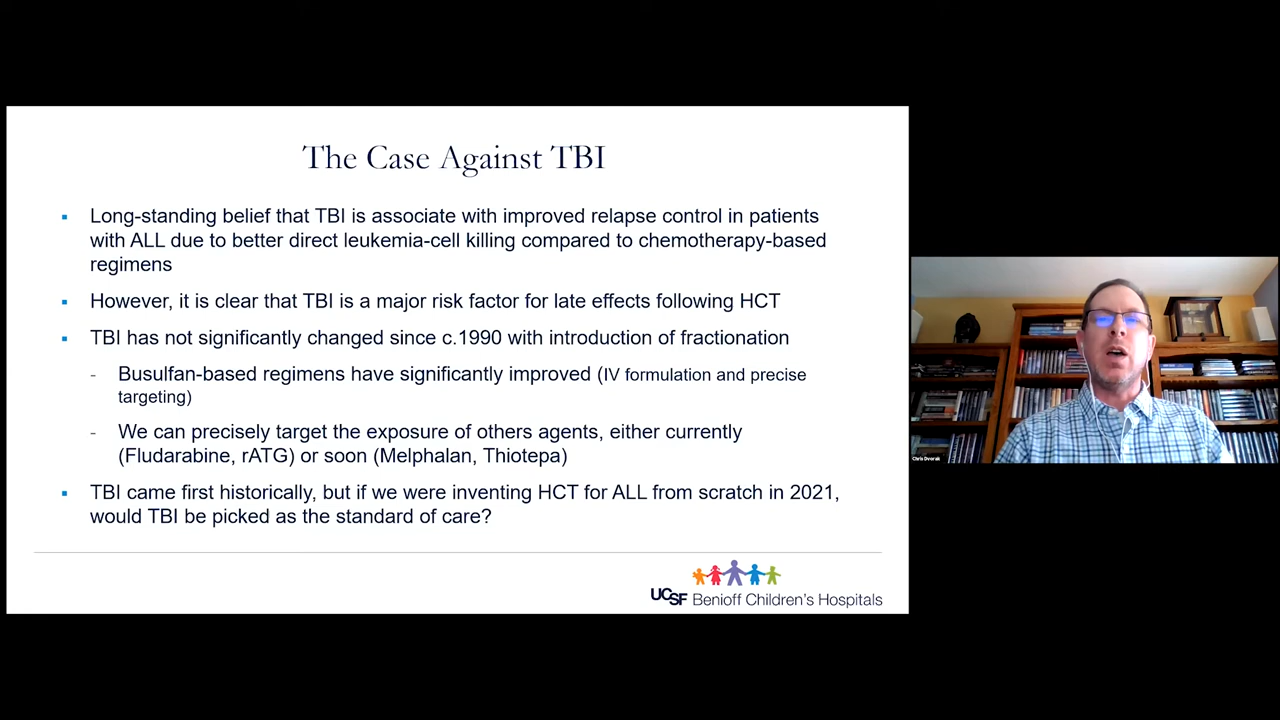 The Case Against TBI
▪ Long-standing belief that TBI is associate with improved relapse control in patients
with ALL due to better direct leukemia-cell killing compared to chemotherapy-based
regimens
▪ However, it is clear that TBI is a major risk factor for late effects following HCT
▪ TBI has not significantly changed since c.1990 with introduction of fractionation
- Busulfan-based regimens have significantly improved (IV formulation and precise
targeting)
- We can precisely target the exposure of others agents, either currently
(Fludarabine, rATG) or soon (Melphalan, Thiotepa)
▪ TBI came first historically, but if we were inventing HCT for ALL from scratch in 2021,
would TBI be picked as the standard of care?
UCSF Benioff Children's Hospitals
Chris Dvorak